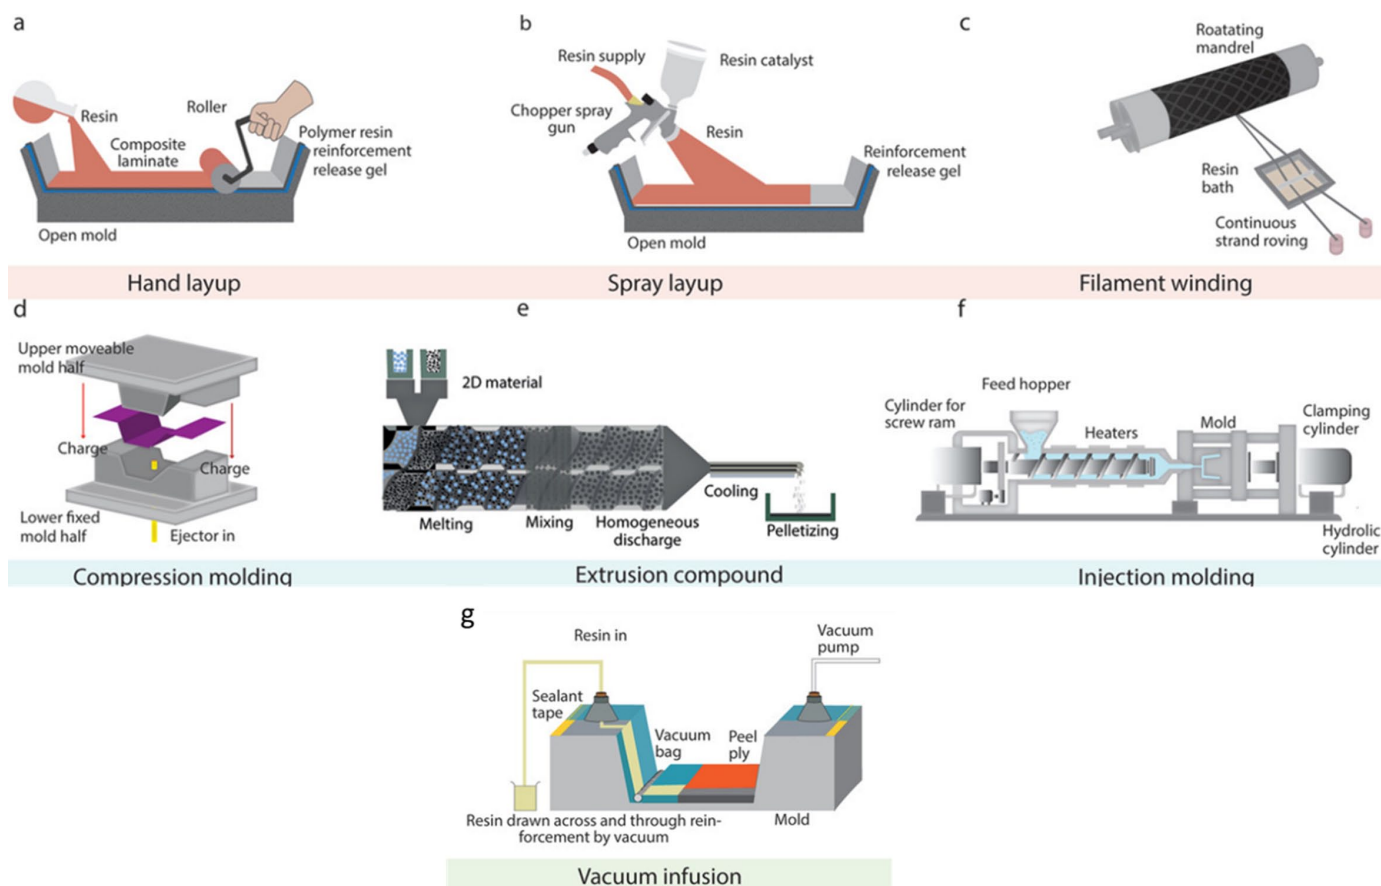 a
Resin
Roller
Composite
laminate
Polymer resin
reinforcement
release gel
Open mold
Hand layup
b
Resin supply
Resin catalyst
Chopper spray
gun
Resin
Reinforcement
release gel
Open mold
Spray layup
c
Roatating
mandrel
Resin
bath
Continuous
strand roving
Filament winding
d
Upper moveable
mold half
Charge
Charge
Lower fixed
mold half
Ejector in
Compression molding
e
2D material
Melting
Mixing
Homogeneous
discharge
Cooling
Pelletizing
Extrusion compound
f
Feed hopper
Cylinder for
screw ram
Heaters
Mold
Clamping
cylinder
Hydrolic
cylinder
Injection molding
g
Resin in
Vacuum
pump
Sealant
tape
Vacuum
bag
Peel
ply
Resin drawn across and through rein-
forcement by vacuum
Mold
Vacuum infusion